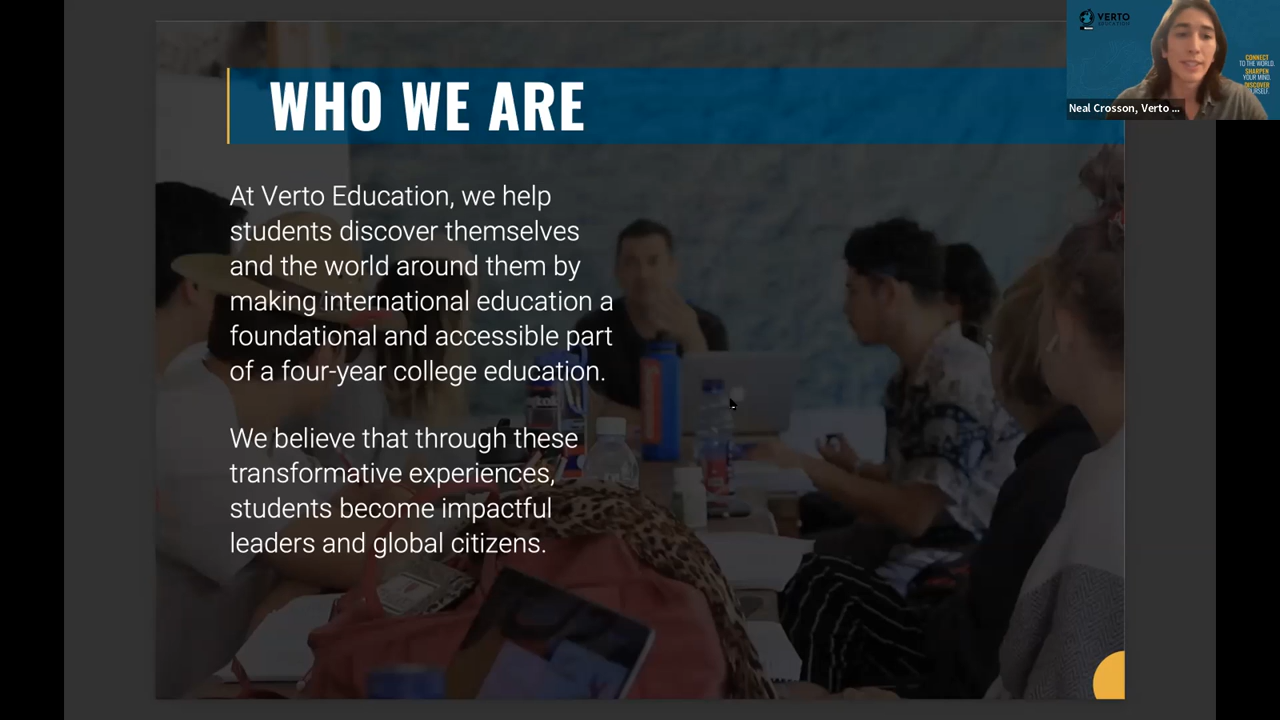 WHO WE ARE
At Verto Education, we help
students discover themselves
and the world around them by
making international education a
foundational and accessible part
of a four-year college education.
We believe that through these
transformative experiences,
students become impactful
leaders and global citizens.
VERTO
EDUCATION
CONNECT
TO THE WORLD.
SHARPEN
YOUR MIND.
DISCOVER
Neal Crosson, Verto ...